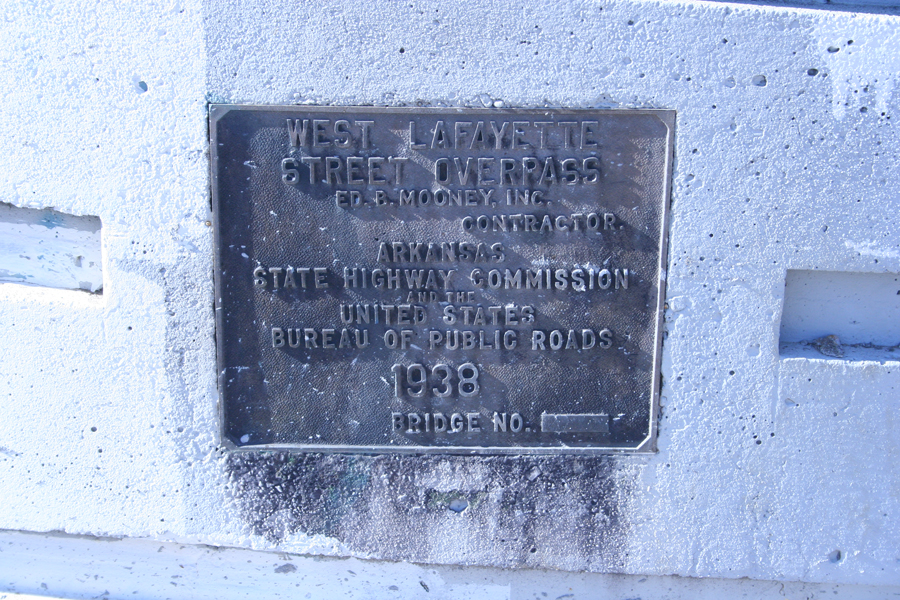 WEST LAFAYETTE
STREET OVERPASS
ED. B. MOONEY, INC.
CONTRACTOR.
ARKANSAS
STATE HIGHWAY COMMISSION
AND THE
UNITED STATES
BUREAU OF PUBLIC ROADS
1938
BRIDGE NO.